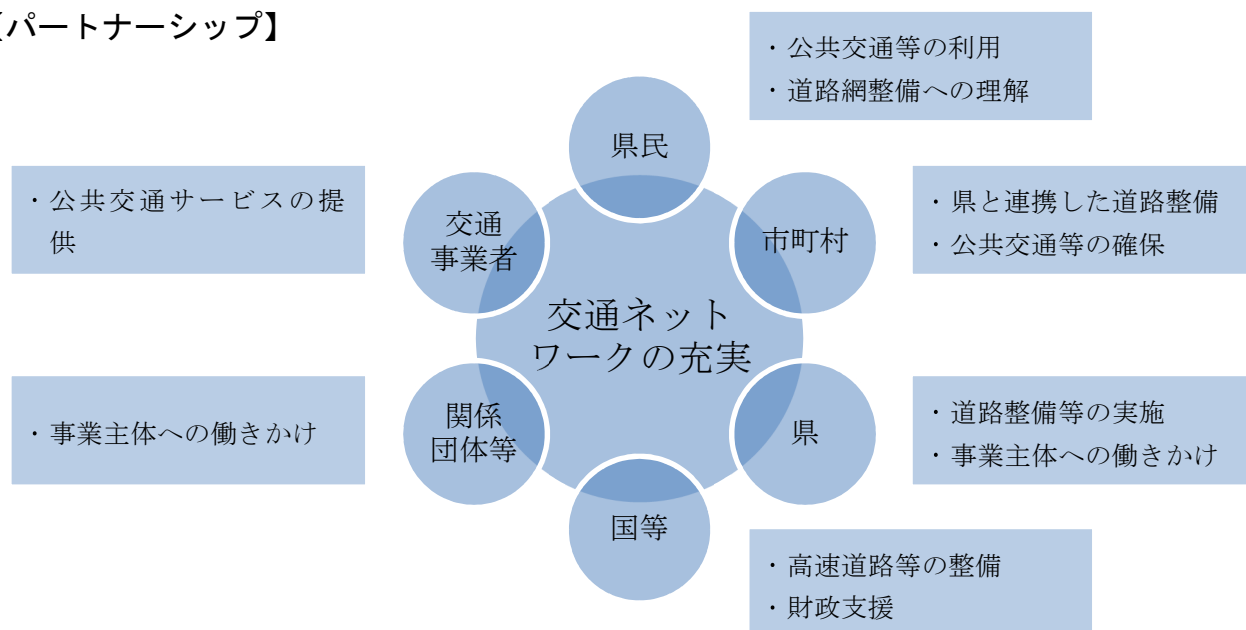 【パートナーシップ】
・公共交通等の利用
・道路網整備への理解
県民
・公共交通サービスの提
供
交通
事業者
市町村
・県と連携した道路整備
・公共交通等の確保
交通ネット
ワークの充実
・事業主体への働きかけ
関係
団体等
県
・道路整備等の実施
・事業主体への働きかけ
国等
・高速道路等の整備
・財政支援